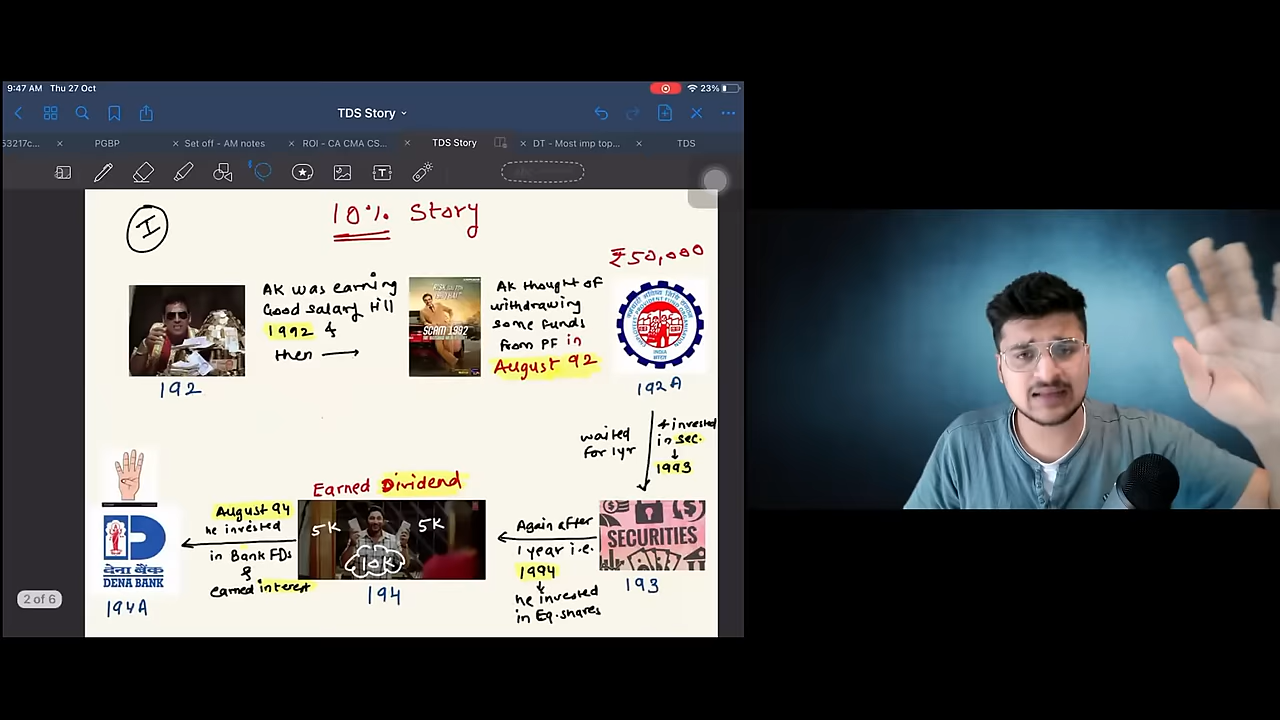 9:47 AM Thu 27 Oct
23%
TDS Story
53217c...
PGBP
Set off - AM notes
ROI - CA CMA CS...
TDS Story
DT - Most imp top...
TDS
I
10% Story
₹50,000
AK was earning
Good salary till
1992 &
then
192
SCAM 1992
AK thought of
withdrawing
some funds
from PF in
August 92
INDIA
192A
waited
for 1yr
+ invested
in sec.
1993
SECURITIES
193
Again after
1 year i.e.
1994
he invested
in Eq. shares
Earned Dividend
5K
5K
10K
194
August 94
he invested
in Bank FDs
&
earned interest
देना बैंक
DENA BANK
194A
2 of 6